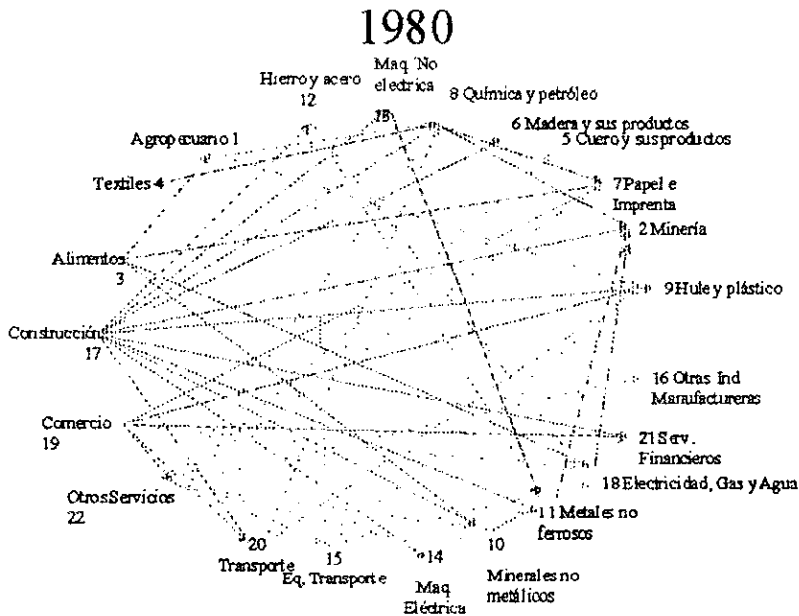 1980
Maq No
electrica
13
Hierro y acero
12
8 Química y petróleo
6 Madera y sus productos
5 Cuero y sus productos
Agropecuario 1
Textiles 4
7 Papel e
Imprenta
2 Minería
Alimentos
3
9 Hule y plástico
Construcción
17
16 Otras Ind
Manufactureras
Comercio
19
21 Serv.
Financieros
18 Electricidad, Gas y Agua
Otros Servicios
22
11 Metales no
ferrosos
20
Transporte
15
Eq. Transporte
14
Maq
Eléctrica
10
Minerales no
metálicos